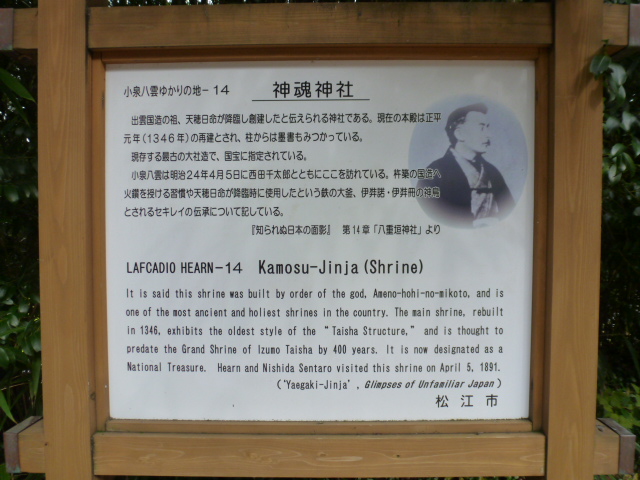 小泉八雲ゆかりの地-14 神魂神社
出雲国造の祖、天穂日命が降臨し創建したと伝えられる神社である。現在の本殿は正平
元年(1346年)の再建とされ、柱からは墨書もみつかっている。
現存する最古の大社造で、国宝に指定されている。
小泉八雲は明治24年4月5日に西田千太郎とともにここを訪れている。杵築の国造へ
火鑽を授ける習慣や天穂日命が降臨時に使用したという鉄の大釜、伊弉諾・伊弉冊の神鳥
とされるセキレイの伝承について記している。
『知られぬ日本の面影』 第14章「八重垣神社」より
LAFCADIO HEARN-14 Kamosu-Jinja(Shrine)
It is said this shrine was built by order of the god, Ameno-hohi-no-mikoto, and is
one of the most ancient and holiest shrines in the country. The main shrine, rebuilt
in 1346, exhibits the oldest style of the "Taisha Structure," and is thought to
predate the Grand Shrine of Izumo Taisha by 400 years. It is now designated as a
National Treasure. Hearn and Nishida Sentaro visited this shrine on April 5, 1891.
('Yaegaki-Jinja', Glimpses of Unfamiliar Japan)
松江市